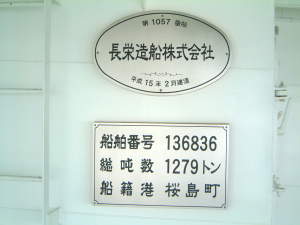 第1057番船
長栄造船株式会社
平成15年2月建造
船舶番号 136836
総噸数 1279トン
船籍港 桜島町